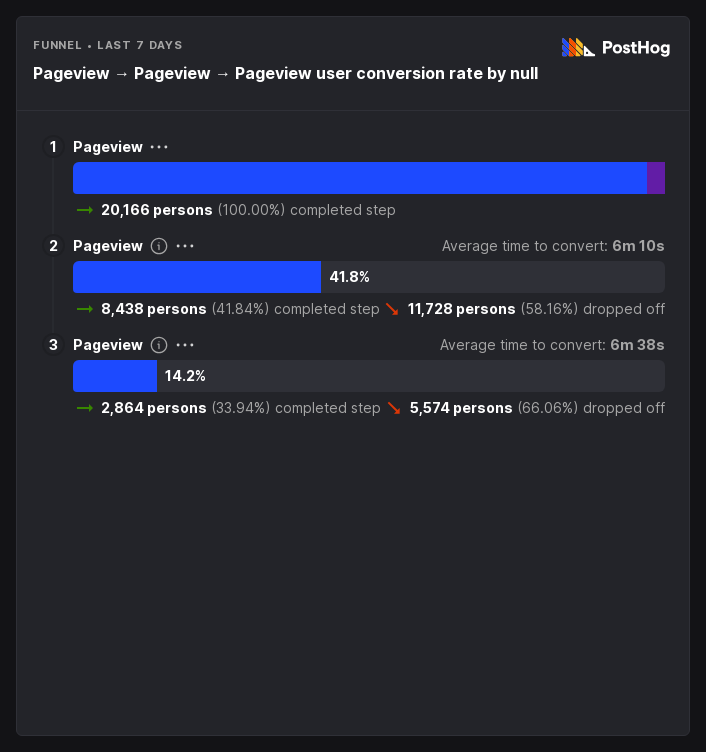 FUNNEL • LAST 7 DAYS
PostHog
Pageview → Pageview → Pageview user conversion rate by null
1 Pageview •••
→ 20,166 persons (100.00%) completed step
2 Pageview ⓘ ••• Average time to convert: 6m 10s
41.8%
→ 8,438 persons (41.84%) completed step ↘ 11,728 persons (58.16%) dropped off
3 Pageview ⓘ ••• Average time to convert: 6m 38s
14.2%
→ 2,864 persons (33.94%) completed step ↘ 5,574 persons (66.06%) dropped off